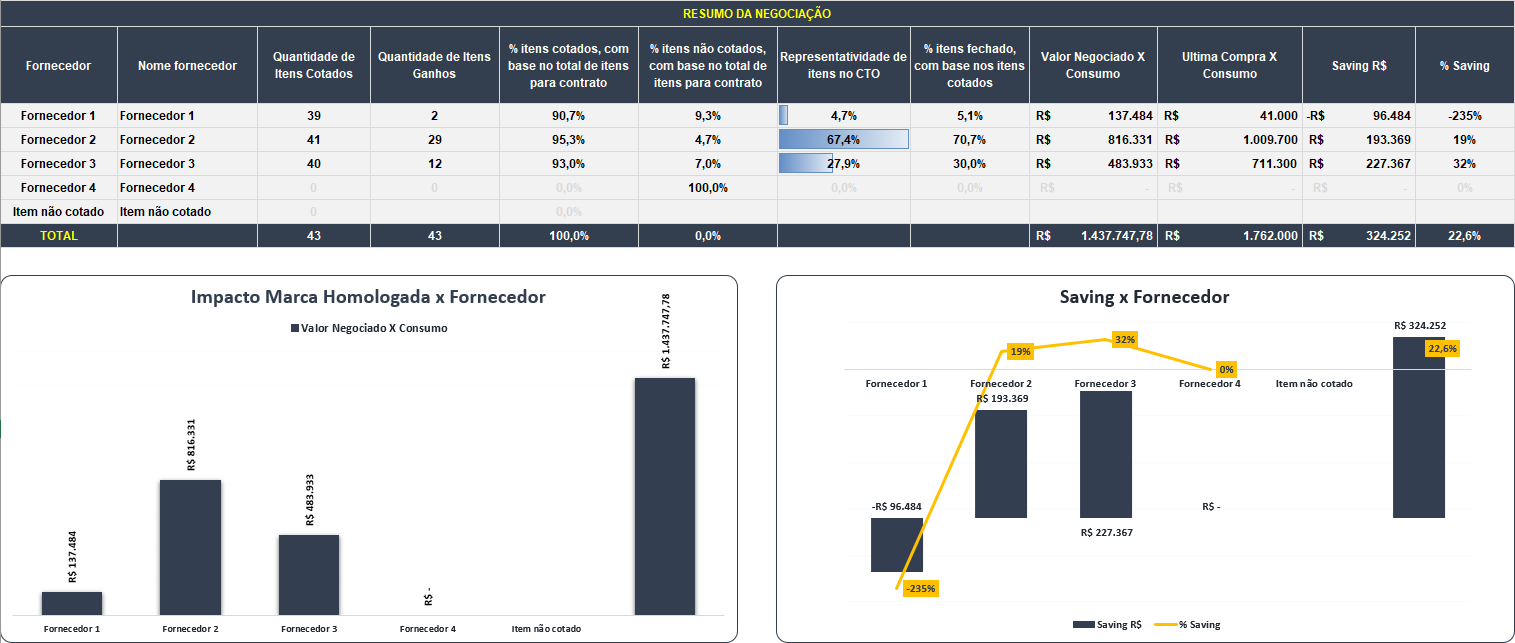 RESUMO DA NEGOCIAÇÃO
Fornecedor Nome fornecedor Quantidade de Itens Cotados Quantidade de Itens Ganhos % itens cotados, com base no total de itens para contrato % itens não cotados, com base no total de itens para contrato Representatividade de itens no CTO % itens fechado, com base nos itens cotados Valor Negociado X Consumo Ultima Compra X Consumo Saving R$ % Saving
Fornecedor 1 Fornecedor 1 39 2 90,7% 9,3% 4,7% 5,1% R$ 137.484 R$ 41.000 -R$ 96.484 -235%
Fornecedor 2 Fornecedor 2 41 29 95,3% 4,7% 67,4% 70,7% R$ 816.331 R$ 1.009.700 R$ 193.369 19%
Fornecedor 3 Fornecedor 3 40 12 93,0% 7,0% 27,9% 30,0% R$ 483.933 R$ 711.300 R$ 227.367 32%
Fornecedor 4 Fornecedor 4 0 0 0,0% 100,0% 0,0% 0,0% R$ - R$ - R$ - 0%
Item não cotado Item não cotado 0 0,0%
TOTAL 43 43 100,0% 0,0% R$ 1.437.747,78 R$ 1.762.000 R$ 324.252 22,6%
Impacto Marca Homologada x Fornecedor
Valor Negociado X Consumo
R$ 137.484
R$ 816.331
R$ 483.933
R$ -
R$ 1.437.747,78
Fornecedor 1 Fornecedor 2 Fornecedor 3 Fornecedor 4 Item não cotado
Saving x Fornecedor
R$ 324.252
19% 32% 0% 22,6%
Fornecedor 1 Fornecedor 2 Fornecedor 3 Fornecedor 4 Item não cotado
R$ 193.369
-R$ 96.484 R$ -
R$ 227.367
-235%
Saving R$ % Saving